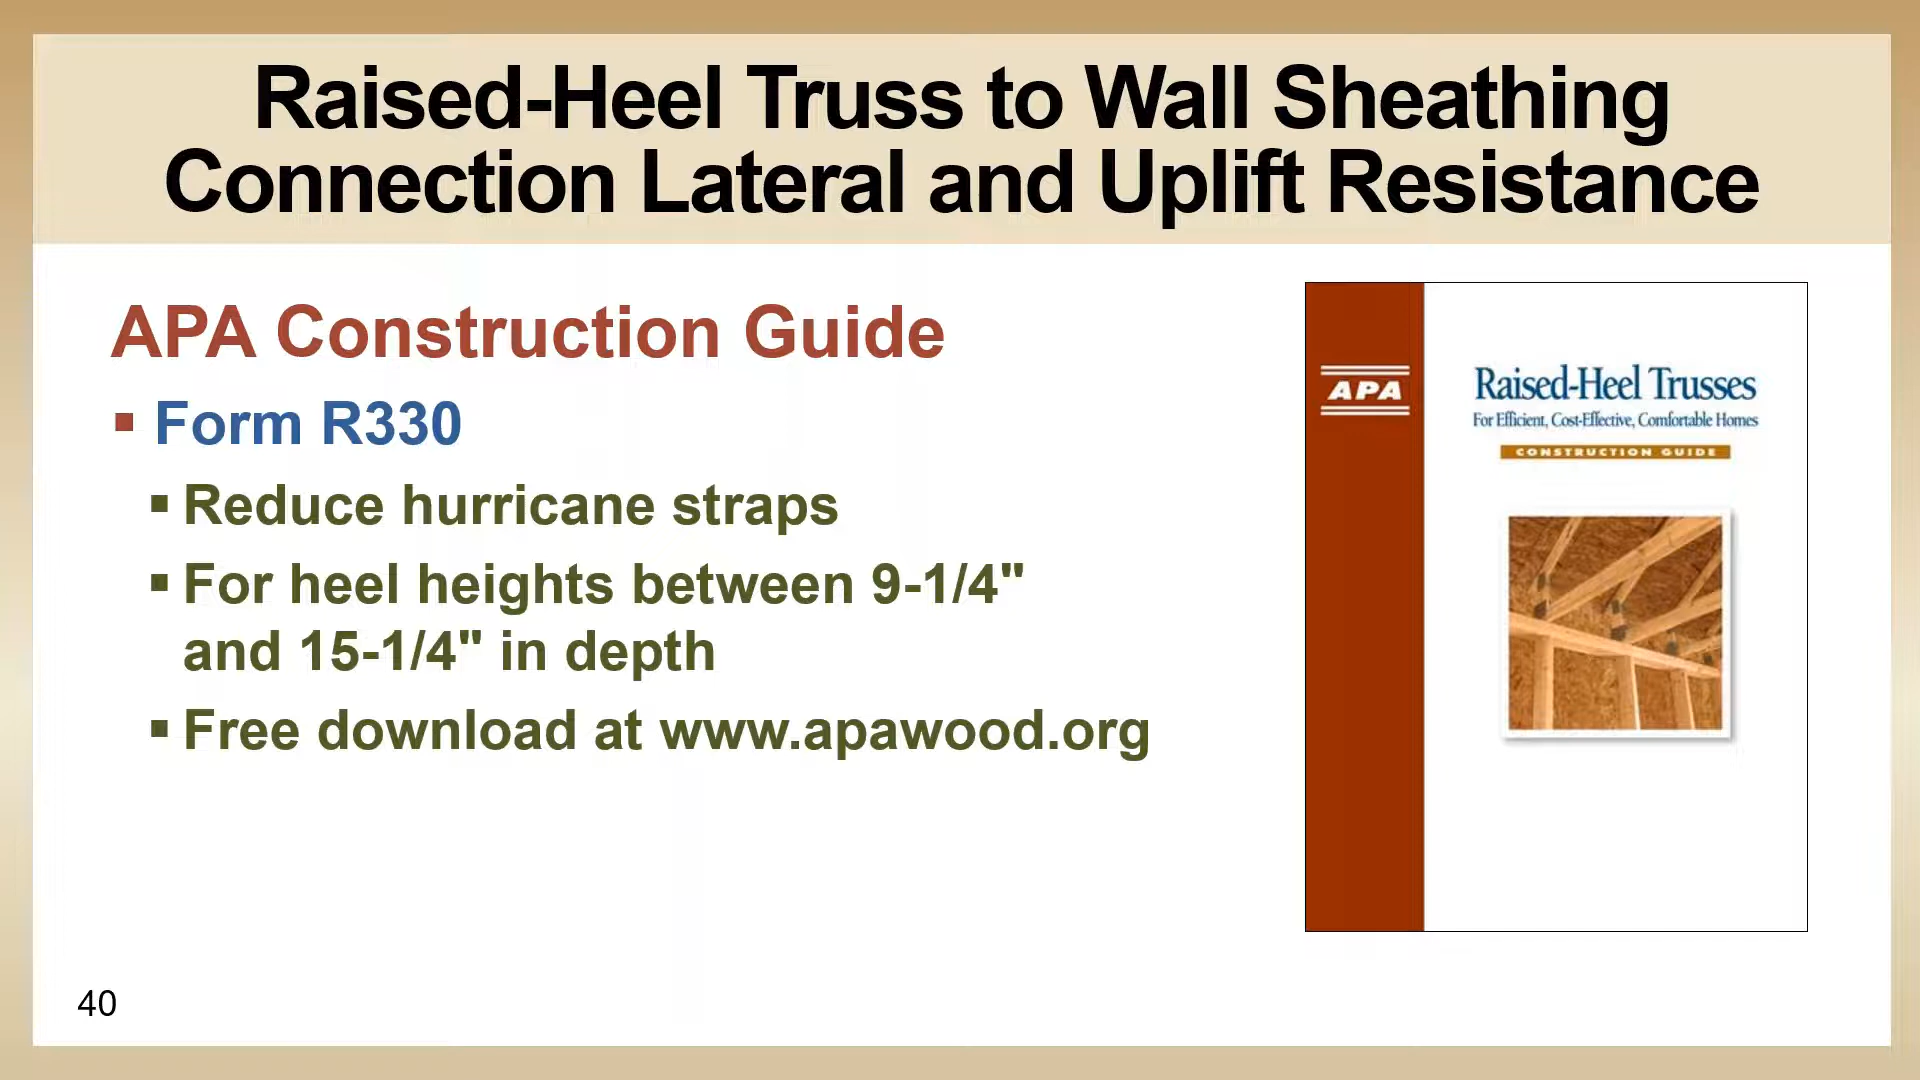 Raised-Heel Truss to Wall Sheathing
Connection Lateral and Uplift Resistance
APA Construction Guide
▪ Form R330
▪ Reduce hurricane straps
▪ For heel heights between 9-1/4"
and 15-1/4" in depth
▪ Free download at www.apawood.org
APA
Raised-Heel Trusses
For Efficient, Cost-Effective, Comfortable Homes
CONSTRUCTION GUIDE
40